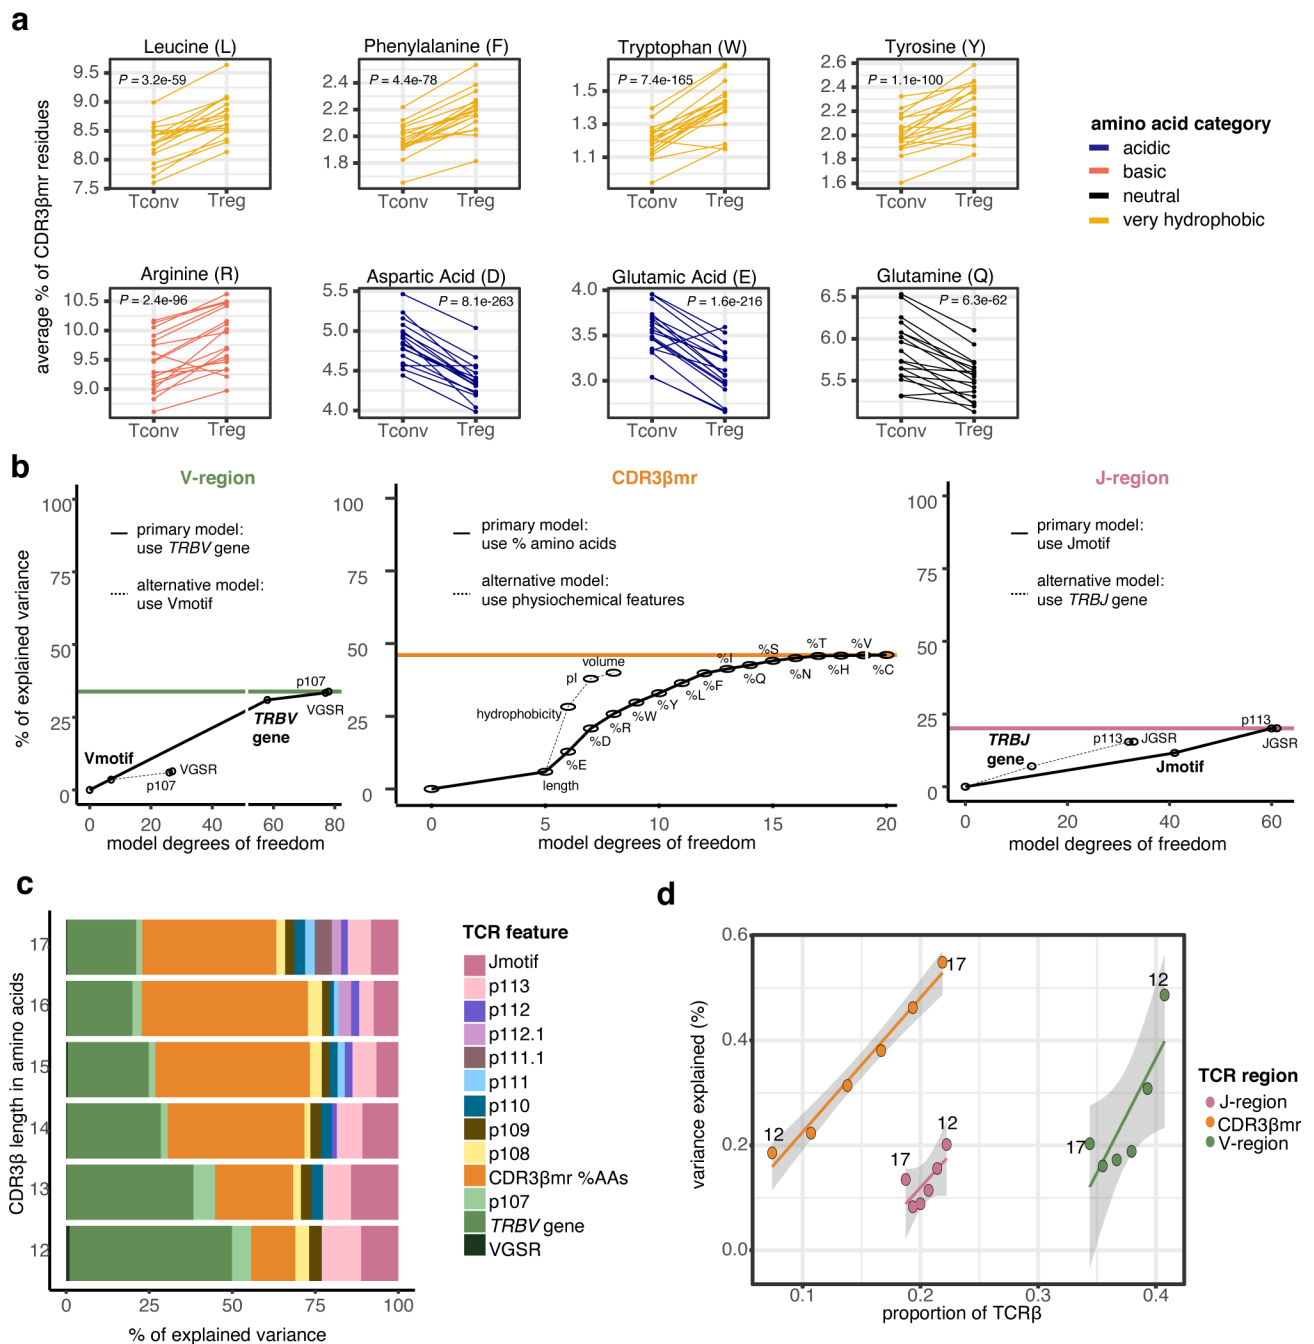 a
Leucine (L)
Phenylalanine (F)
Tryptophan (W)
Tyrosine (Y)
average % of CDR3βmr residues
9.5
9.0
8.5
8.0
7.5
P = 3.2e-59
Tconv
Treg
2.4
2.2
2.0
1.8
P = 4.4e-78
Tconv
Treg
1.5
1.3
1.1
P = 7.4e-165
Tconv
Treg
2.6
2.4
2.2
2.0
1.8
1.6
P = 1.1e-100
Tconv
Treg
amino acid category
acidic
basic
neutral
very hydrophobic
Arginine (R)
Aspartic Acid (D)
Glutamic Acid (E)
Glutamine (Q)
10.5
10.0
9.5
9.0
P = 2.4e-96
Tconv
Treg
5.5
5.0
4.5
4.0
P = 8.1e-263
Tconv
Treg
4.0
3.5
3.0
P = 1.6e-216
Tconv
Treg
6.5
6.0
5.5
P = 6.3e-62
Tconv
Treg
b
V-region
% of explained variance
100
75
50
25
0
primary model:
use TRBV gene
alternative model:
use Vmotif
p107
VGSR
TRBV
gene
Vmotif
VGSR
p107
0
20
40
60
80
model degrees of freedom
CDR3βmr
100
75
50
25
0
primary model:
use % amino acids
alternative model:
use physiochemical features
volume
pI
hydrophobicity
length
%E
%D
%R
%W
%Y
%L
%F
%I
%Q
%S
%N
%T
%H
%V
%C
0
5
10
15
20
model degrees of freedom
J-region
100
75
50
25
0
primary model:
use Jmotif
alternative model:
use TRBJ gene
TRBJ
gene
p113
JGSR
Jmotif
p113
JGSR
0
20
40
60
model degrees of freedom
c
CDR3β length in amino acids
17
16
15
14
13
12
0
25
50
75
100
% of explained variance
TCR feature
Jmotif
p113
p112
p112.1
p111.1
p111
p110
p109
p108
CDR3βmr %AAs
p107
TRBV gene
VGSR
d
variance explained (%)
0.6
0.4
0.2
0.0
12
17
17
12
17
12
0.1
0.2
0.3
0.4
proportion of TCRβ
TCR region
J-region
CDR3βmr
V-region